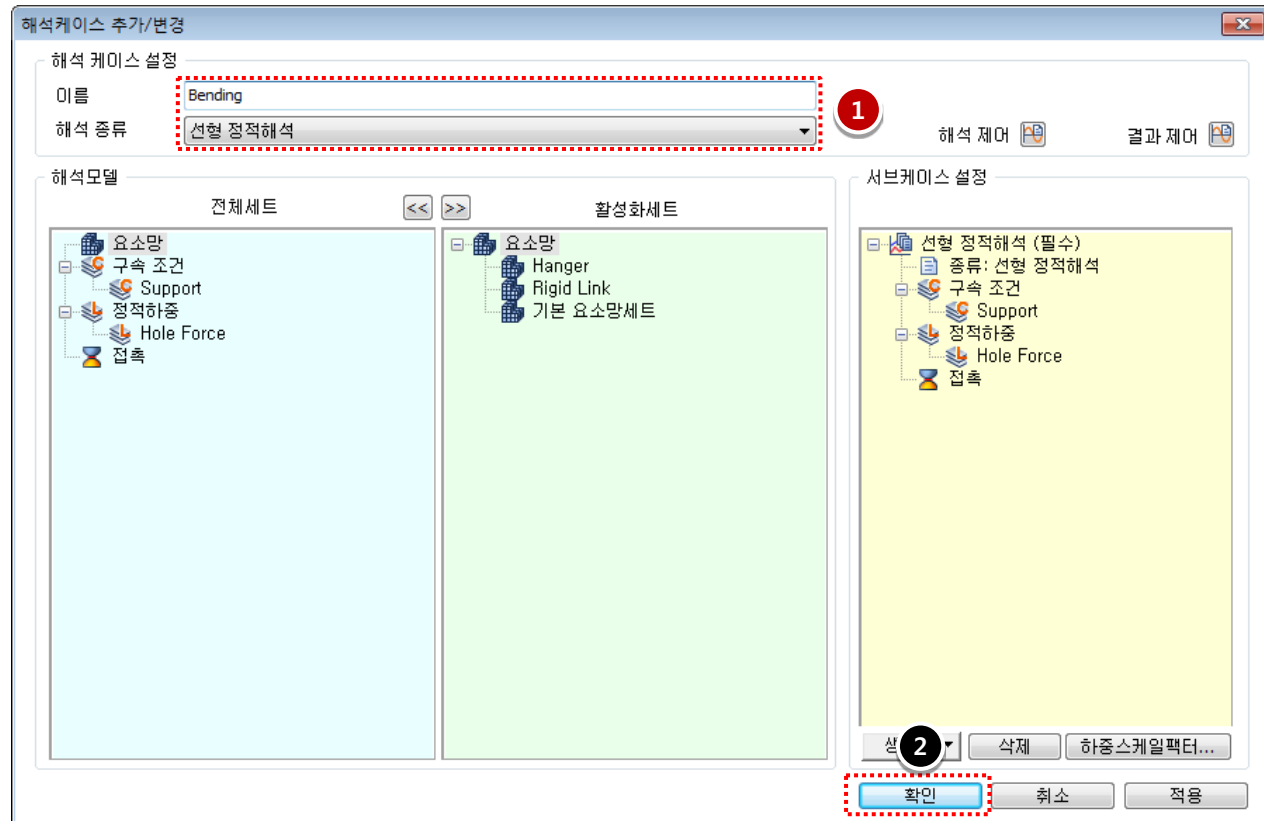 해석케이스 추가/변경
해석 케이스 설정
이름 Bending
1
해석 종류 선형 정적해석
해석 제어 결과 제어
해석모델
전체세트 << >> 활성화세트
요소망
구속 조건
Support
정적하중
Hole Force
접촉
요소망
Hanger
Rigid Link
기본 요소망세트
서브케이스 설정
선형 정적해석 (필수)
종류: 선형 정적해석
구속 조건
Support
정적하중
Hole Force
접촉
2 삭제 하중스케일팩터...
확인 취소 적용